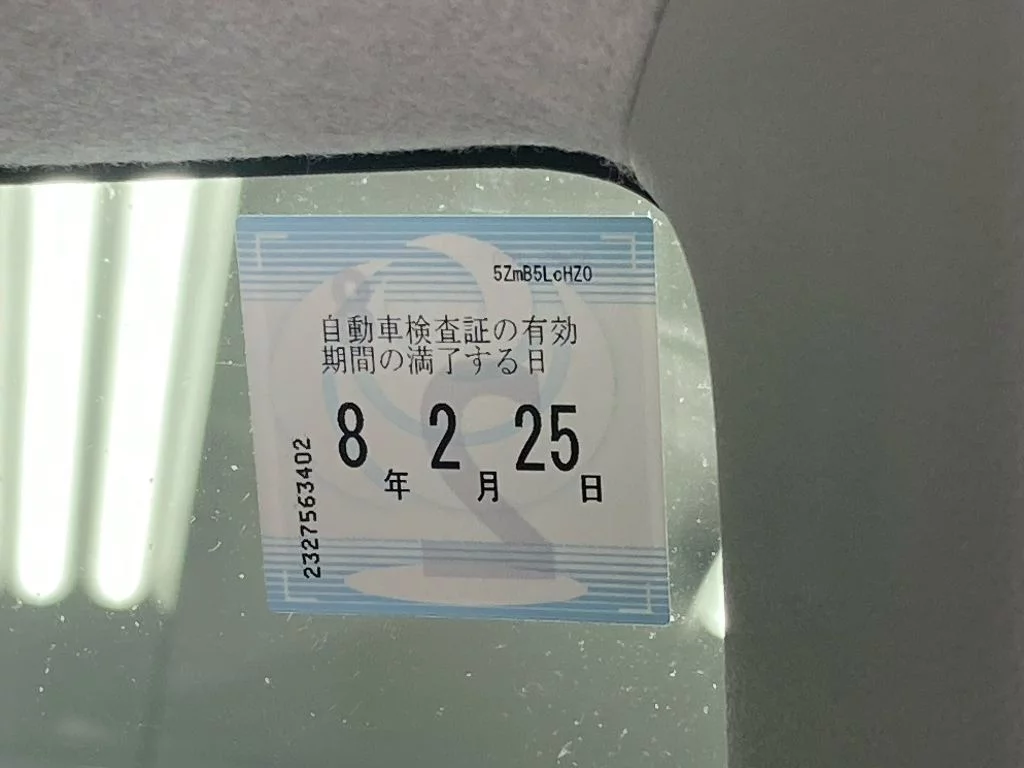 5ZmB5LcHZ0
自動車検査証の有効
期間の満了する日
8年2月25日
2327563402